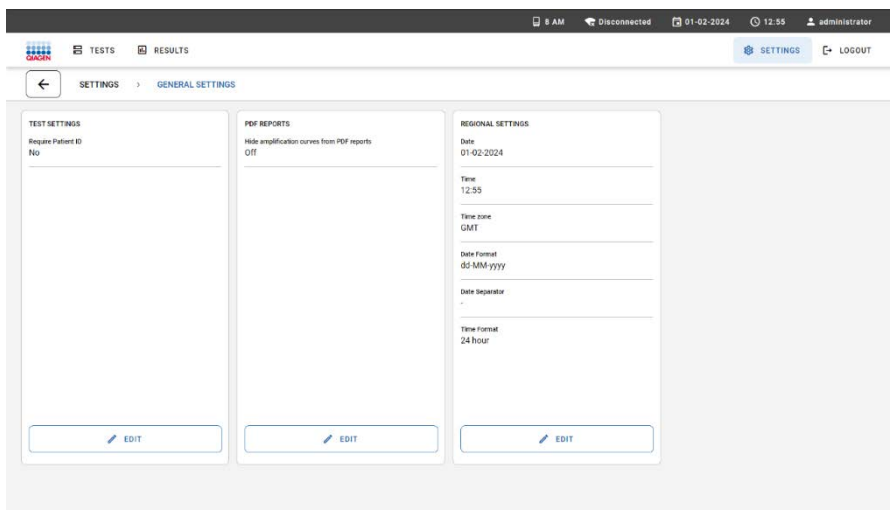 8 AM Disconnected 01-02-2024 12:55 administrator
QIAGEN TESTS RESULTS SETTINGS LOGOUT
SETTINGS > GENERAL SETTINGS
TEST SETTINGS
Require Patient ID
No
EDIT
PDF REPORTS
Hide amplification curves from PDF reports
Off
EDIT
REGIONAL SETTINGS
Date
01-02-2024
Time
12:55
Time zone
GMT
Date Format
dd-MM-yyyy
Date Separator
-
Time Format
24 hour
EDIT